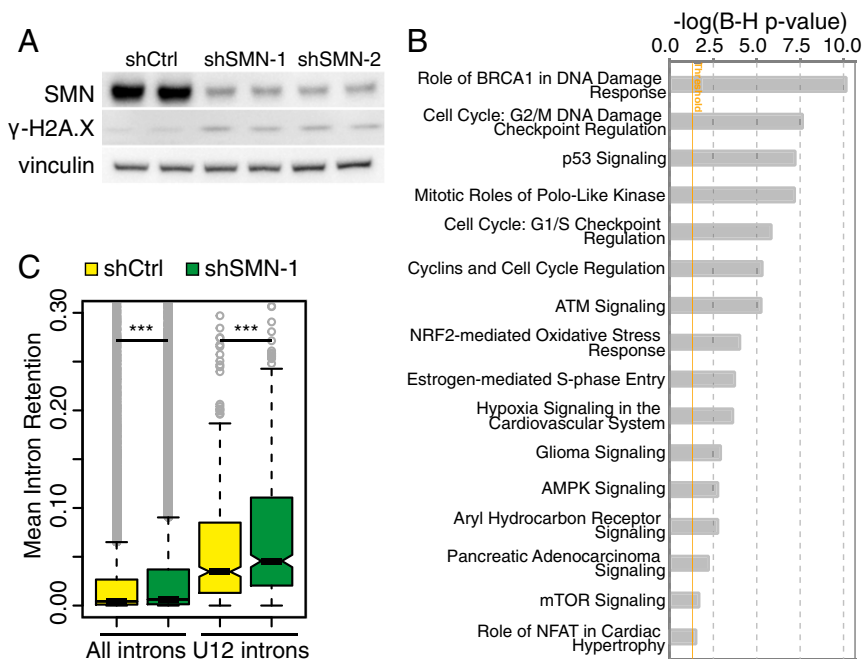 A
shCtrl shSMN-1 shSMN-2
SMN
γ-H2A.X
vinculin
B
-log(B-H p-value)
0.0 2.5 5.0 7.5 10.0
Threshold
Role of BRCA1 in DNA Damage
Response
Cell Cycle: G2/M DNA Damage
Checkpoint Regulation
p53 Signaling
Mitotic Roles of Polo-Like Kinase
Cell Cycle: G1/S Checkpoint
Regulation
Cyclins and Cell Cycle Regulation
ATM Signaling
NRF2-mediated Oxidative Stress
Response
Estrogen-mediated S-phase Entry
Hypoxia Signaling in the
Cardiovascular System
Glioma Signaling
AMPK Signaling
Aryl Hydrocarbon Receptor
Signaling
Pancreatic Adenocarcinoma
Signaling
mTOR Signaling
Role of NFAT in Cardiac
Hypertrophy
C
shCtrl shSMN-1
Mean Intron Retention
0.30
0.20
0.10
0.00
*** ***
All introns U12 introns